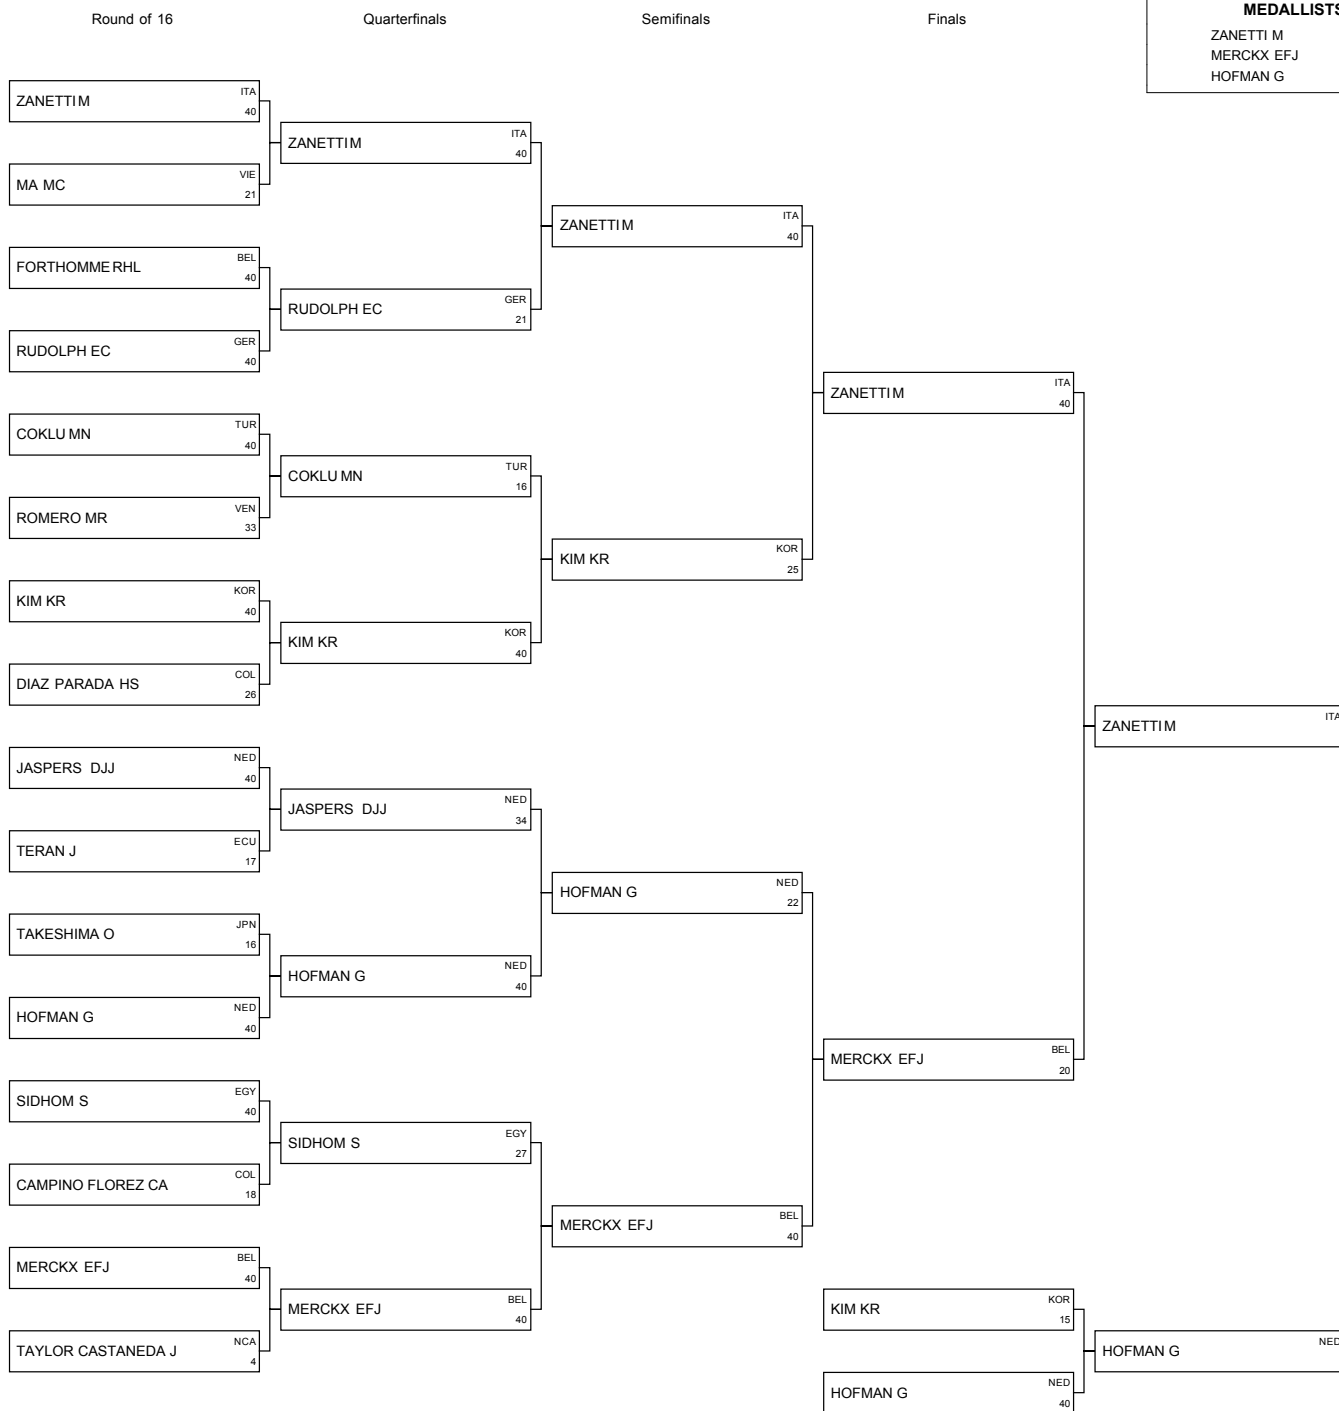 Round of 16 Quarterfinals Semifinals Finals
MEDALLISTS
ZANETTI M
MERCKX EFJ
HOFMAN G
ZANETTI M ITA
40
MA MC VIE
21
FORTHOMME RHL BEL
40
RUDOLPH EC GER
40
COKLU MN TUR
40
ROMERO MR VEN
33
KIM KR KOR
40
DIAZ PARADA HS COL
26
JASPERS DJJ NED
40
TERAN J ECU
17
TAKESHIMA O JPN
16
HOFMAN G NED
40
SIDHOM S EGY
40
CAMPINO FLOREZ CA COL
18
MERCKX EFJ BEL
40
TAYLOR CASTANEDA J NCA
4
ZANETTI M ITA
40
RUDOLPH EC GER
21
COKLU MN TUR
16
KIM KR KOR
40
JASPERS DJJ NED
34
HOFMAN G NED
40
SIDHOM S EGY
27
MERCKX EFJ BEL
40
ZANETTI M ITA
40
KIM KR KOR
25
HOFMAN G NED
22
MERCKX EFJ BEL
40
ZANETTI M ITA
40
MERCKX EFJ BEL
20
ZANETTI M ITA
KIM KR KOR
15
HOFMAN G NED
40
HOFMAN G NED